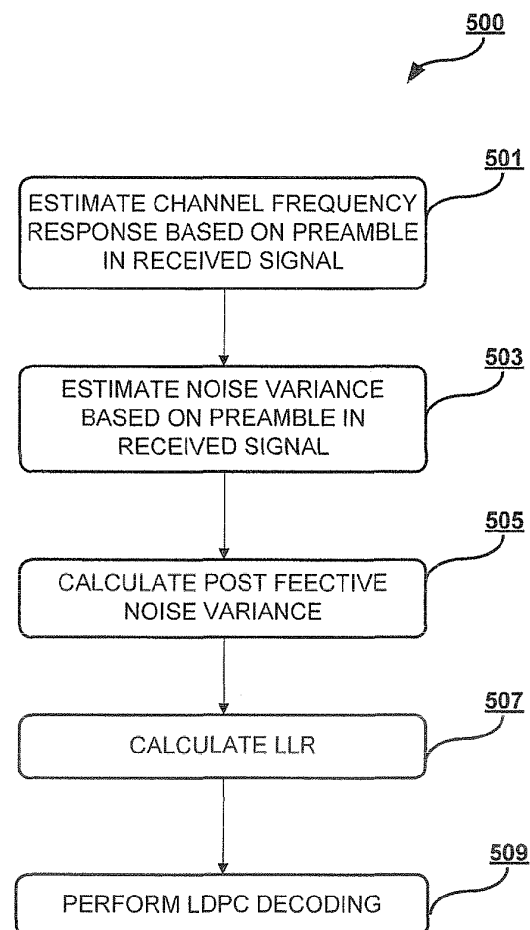 500
501
ESTIMATE CHANNEL FREQUENCY
RESPONSE BASED ON PREAMBLE
IN RECEIVED SIGNAL
503
ESTIMATE NOISE VARIANCE
BASED ON PREAMBLE IN
RECEIVED SIGNAL
505
CALCULATE POST FEECTIVE
NOISE VARIANCE
507
CALCULATE LLR
509
PERFORM LDPC DECODING